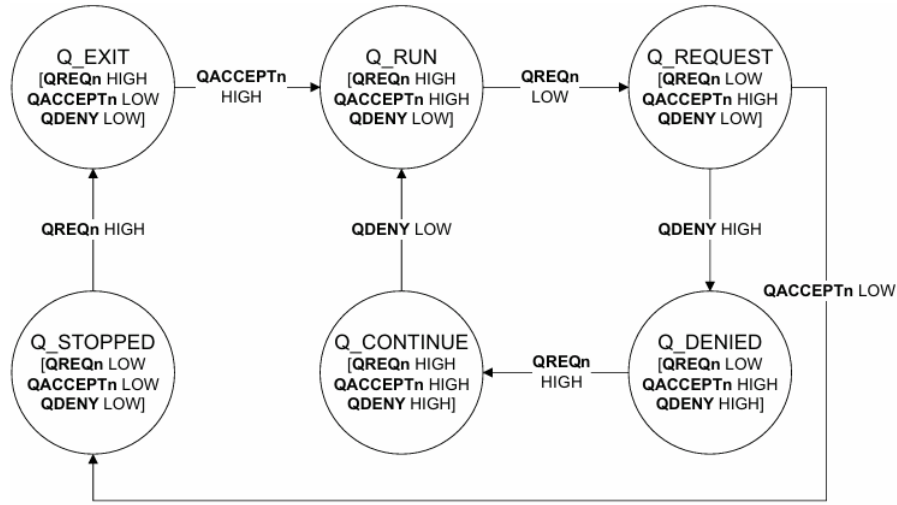 Q_EXIT
[QREQn HIGH
QACCEPTn LOW
QDENY LOW]
QACCEPTn
HIGH
Q_RUN
[QREQn HIGH
QACCEPTn HIGH
QDENY LOW]
QREQn
LOW
Q_REQUEST
[QREQn LOW
QACCEPTn HIGH
QDENY LOW]
QREQn HIGH
QDENY LOW
QDENY HIGH
QACCEPTn LOW
Q_STOPPED
[QREQn LOW
QACCEPTn LOW
QDENY LOW]
Q_CONTINUE
[QREQn HIGH
QACCEPTn HIGH
QDENY HIGH]
QREQn
HIGH
Q_DENIED
[QREQn LOW
QACCEPTn HIGH
QDENY HIGH]